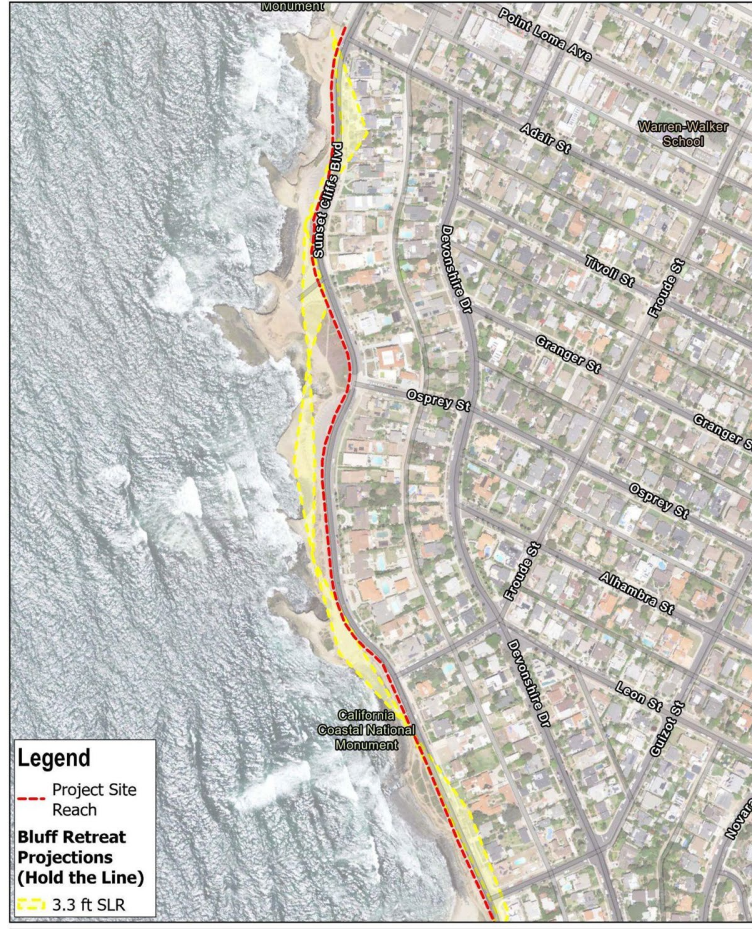 Monument
Point Loma Ave
Warren-Walker
School
Adair St
Sunset Cliffs Blvd
Devonshire Dr
Tivoli St
Froude St
Granger St
Osprey St
Granger S
Osprey St
Froude St
Alhambra St
Devonshire Dr
Leon St
Guizot St
California
Coastal National
Monument
Novara
Legend
Project Site
Reach
Bluff Retreat
Projections
(Hold the Line)
3.3 ft SLR